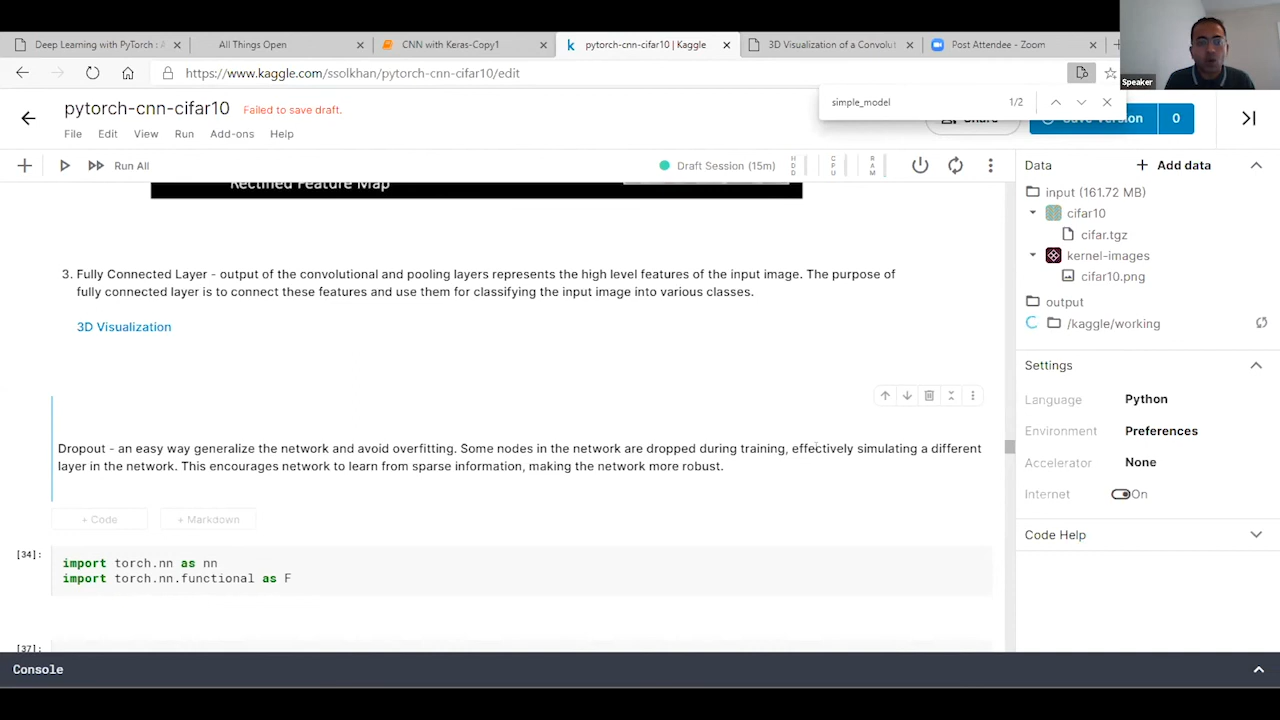 Deep Learning with PyTorch : A
All Things Open
CNN with Keras-Copy1
pytorch-cnn-cifar10 | Kaggle
3D Visualization of a Convolut
Post Attendee - Zoom
https://www.kaggle.com/ssolkhan/pytorch-cnn-cifar10/edit
Speaker
simple_model 1/2
pytorch-cnn-cifar10 Failed to save draft.
Share
Save Version 0
File Edit View Run Add-ons Help
Run All
Draft Session (15m)
HDD
CPU
RAM
Rectified Feature Map
3. Fully Connected Layer - output of the convolutional and pooling layers represents the high level features of the input image. The purpose of
fully connected layer is to connect these features and use them for classifying the input image into various classes.
3D Visualization
Dropout - an easy way generalize the network and avoid overfitting. Some nodes in the network are dropped during training, effectively simulating a different
layer in the network. This encourages network to learn from sparse information, making the network more robust.
+ Code + Markdown
[34]:
import torch.nn as nn
import torch.nn.functional as F
[37]:
Console
Data
+ Add data
input (161.72 MB)
cifar10
cifar.tgz
kernel-images
cifar10.png
output
/kaggle/working
Settings
Language Python
Environment Preferences
Accelerator None
Internet On
Code Help